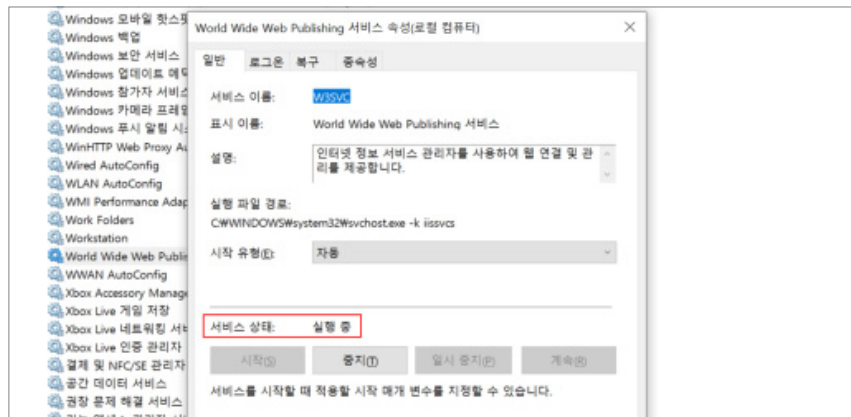 Windows 모바일 핫스팟
Windows 백업
Windows 보안 서비스
Windows 업데이트
Windows 참가자 서비스
Windows 카메라 프레임
Windows 푸시 알림
WinHTTP Web Proxy
Wired AutoConfig
WLAN AutoConfig
WMI Performance Adap
Work Folders
Workstation
World Wide Web Publis
WWAN AutoConfig
Xbox Accessory Manage
Xbox Live 게임 저장
Xbox Live 네트워킹
Xbox Live 인증 관리자
결제 및 NFC/SE 관리자
공간 데이터 서비스
권장 문제 해결 서비스
World Wide Web Publishing 서비스 속성(로컬 컴퓨터)
일반 로그온 복구 종속성
서비스 이름: W3SVC
표시 이름: World Wide Web Publishing 서비스
설명: 인터넷 정보 서비스 관리자를 사용하여 웹 연결 및 관
리를 제공합니다.
실행 파일 경로:
C:₩WINDOWS₩system32₩svchost.exe -k iissvcs
시작 유형(E): 자동
서비스 상태: 실행 중
시작(S) 중지(T) 일시 중지(P) 계속(R)
서비스를 시작할 때 적용할 시작 매개 변수를 지정할 수 있습니다.